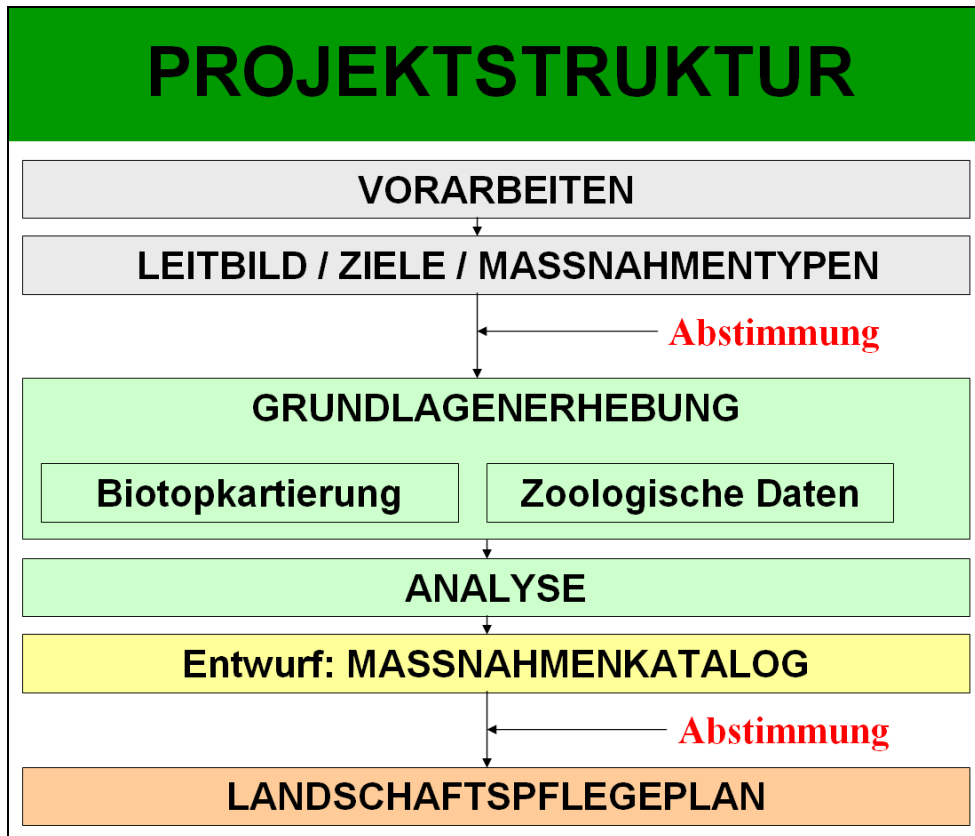 PROJEKTSTRUKTUR
VORARBEITEN
LEITBILD / ZIELE / MASSNAHMENTYPEN
Abstimmung
GRUNDLAGENERHEBUNG
Biotopkartierung
Zoologische Daten
ANALYSE
Entwurf: MASSNAHMENKATALOG
Abstimmung
LANDSCHAFTSPFLEGEPLAN